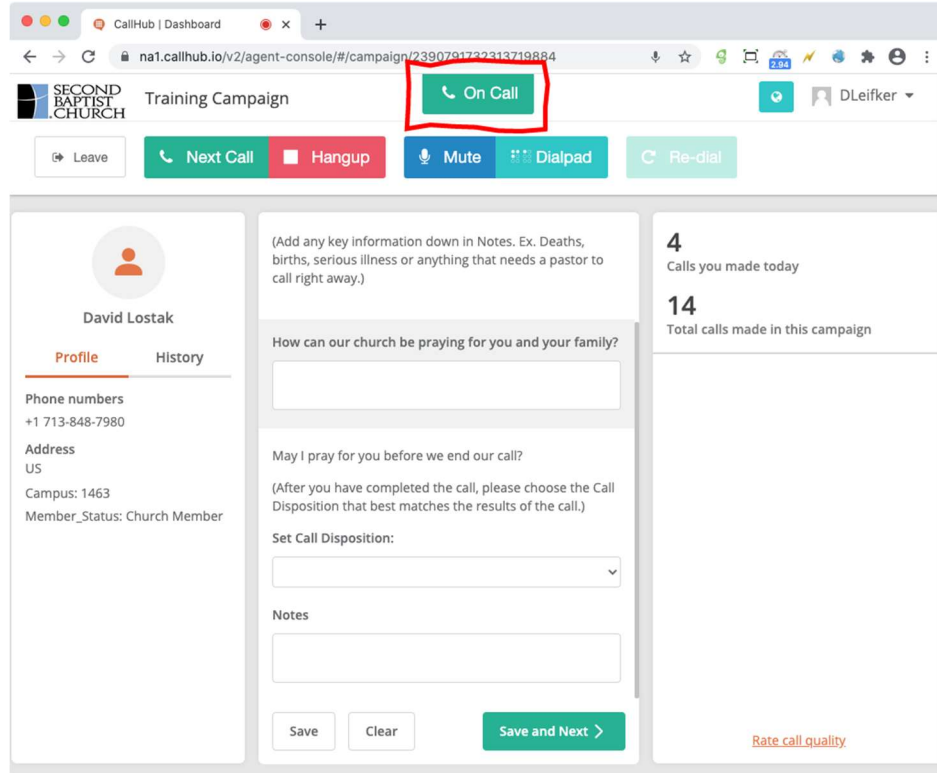 CallHub | Dashboard
na1.callhub.io/v2/agent-console/#/campaign/2390791732313719884
2.94
SECOND
BAPTIST
.CHURCH
Training Campaign
On Call
DLeifker
Leave
Next Call
Hangup
Mute
Dialpad
Re-dial
David Lostak
Profile
History
Phone numbers
+1 713-848-7980
Address
US
Campus: 1463
Member_Status: Church Member
(Add any key information down in Notes. Ex. Deaths,
births, serious illness or anything that needs a pastor to
call right away.)
How can our church be praying for you and your family?
May I pray for you before we end our call?
(After you have completed the call, please choose the Call
Disposition that best matches the results of the call.)
Set Call Disposition:
Notes
Save
Clear
Save and Next
4
Calls you made today
14
Total calls made in this campaign
Rate call quality